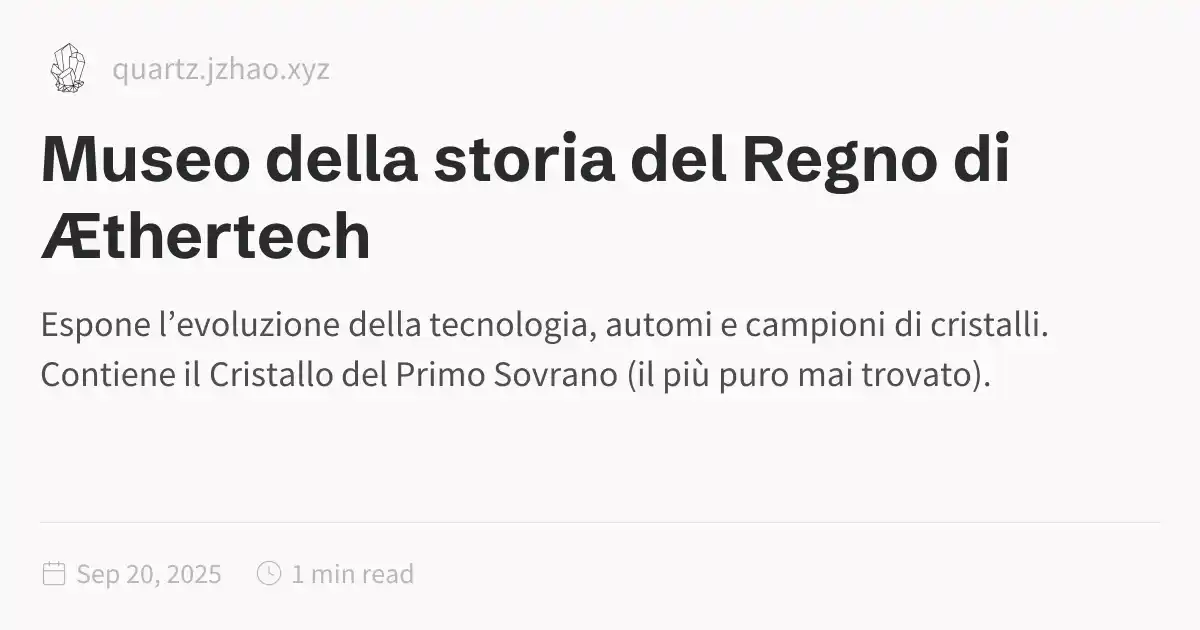 quartz.jzhao.xyz
Museo della storia del Regno di
Æthertech
Espone l’evoluzione della tecnologia, automi e campioni di cristalli.
Contiene il Cristallo del Primo Sovrano (il più puro mai trovato).
Sep 20, 2025 1 min read